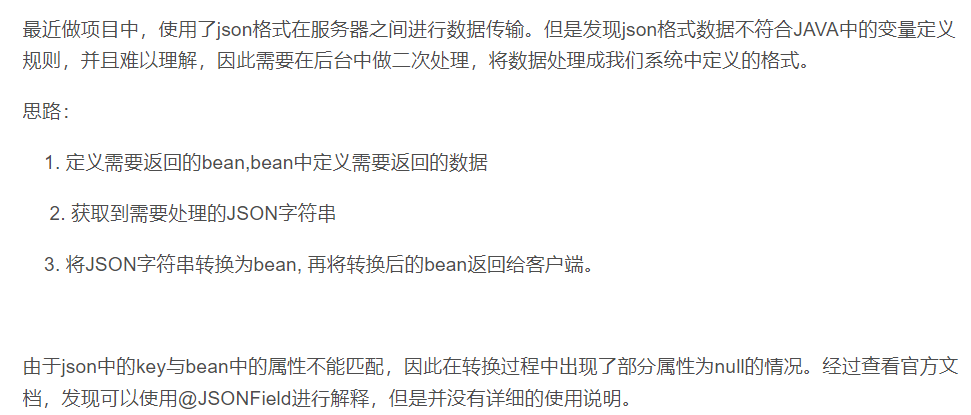 最近做项目中，使用了json格式在服务器之间进行数据传输。但是发现json格式数据不符合JAVA中的变量定义
规则，并且难以理解，因此需要在后台中做二次处理，将数据处理成我们系统中定义的格式。
思路：
1. 定义需要返回的bean,bean中定义需要返回的数据
2. 获取到需要处理的JSON字符串
3. 将JSON字符串转换为bean, 再将转换后的bean返回给客户端。
由于json中的key与bean中的属性不能匹配，因此在转换过程中出现了部分属性为null的情况。经过查看官方文
档，发现可以使用@JSONField进行解释，但是并没有详细的使用说明。